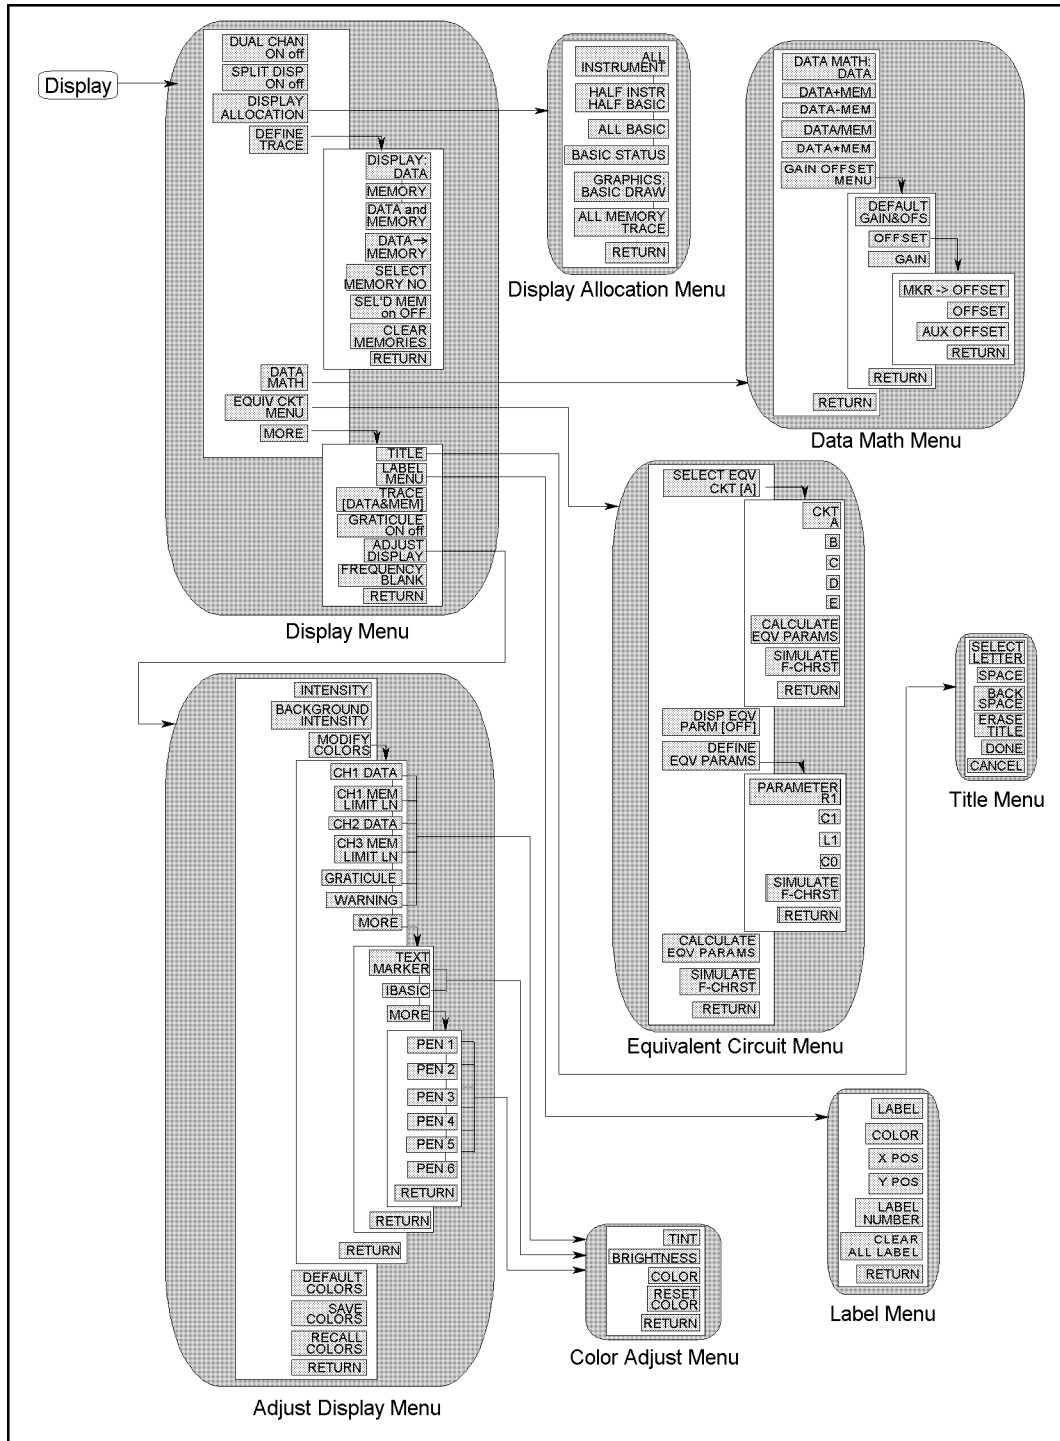 Display
DUAL CHAN
ON off
SPLIT DISP
ON off
DISPLAY
ALLOCATION
DEFINE
TRACE
DISPLAY:
DATA
MEMORY
DATA and
MEMORY
DATA→
MEMORY
SELECT
MEMORY NO
SEL'D MEM
on OFF
CLEAR
MEMORIES
RETURN
DATA
MATH
EQUIV CKT
MENU
MORE
TITLE
LABEL
MENU
TRACE
[DATA&MEM]
GRATICULE
ON off
ADJUST
DISPLAY
FREQUENCY
BLANK
RETURN
Display Menu
ALL
INSTRUMENT
HALF INSTR
HALF BASIC
ALL BASIC
BASIC STATUS
GRAPHICS:
BASIC DRAW
ALL MEMORY
TRACE
RETURN
Display Allocation Menu
DATA MATH:
DATA
DATA+MEM
DATA-MEM
DATA/MEM
DATA*MEM
GAIN OFFSET
MENU
DEFAULT
GAIN&OFS
OFFSET
GAIN
MKR -> OFFSET
OFFSET
AUX OFFSET
RETURN
RETURN
RETURN
Data Math Menu
SELECT EQV
CKT [A]
CKT
A
B
C
D
E
CALCULATE
EQV PARAMS
SIMULATE
F-CHRST
RETURN
DISP EQV
PARM [OFF]
DEFINE
EQV PARAMS
PARAMETER
R1
C1
L1
C0
SIMULATE
F-CHRST
RETURN
CALCULATE
EQV PARAMS
SIMULATE
F-CHRST
RETURN
Equivalent Circuit Menu
SELECT
LETTER
SPACE
BACK
SPACE
ERASE
TITLE
DONE
CANCEL
Title Menu
INTENSITY
BACKGROUND
INTENSITY
MODIFY
COLORS
CH1 DATA
CH1 MEM
LIMIT LN
CH2 DATA
CH3 MEM
LIMIT LN
GRATICULE
WARNING
MORE
TEXT
MARKER
IBASIC
MORE
PEN 1
PEN 2
PEN 3
PEN 4
PEN 5
PEN 6
RETURN
RETURN
RETURN
DEFAULT
COLORS
SAVE
COLORS
RECALL
COLORS
RETURN
Adjust Display Menu
TINT
BRIGHTNESS
COLOR
RESET
COLOR
RETURN
Color Adjust Menu
LABEL
COLOR
X POS
Y POS
LABEL
NUMBER
CLEAR
ALL LABEL
RETURN
Label Menu